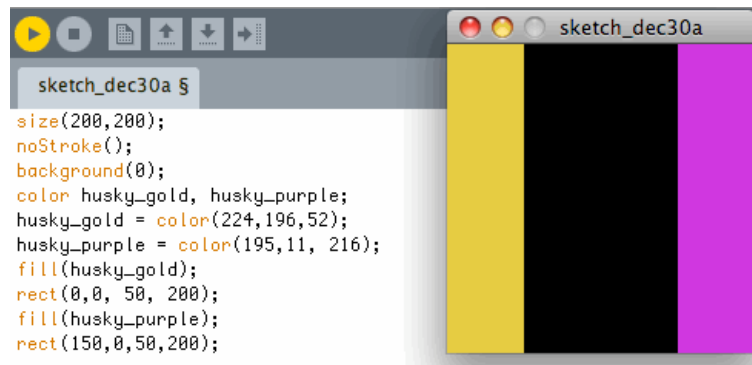 sketch_dec30a
sketch_dec30a §
size(200,200);
noStroke();
background(0);
color husky_gold, husky_purple;
husky_gold = color(224,196,52);
husky_purple = color(195,11, 216);
fill(husky_gold);
rect(0,0, 50, 200);
fill(husky_purple);
rect(150,0,50,200);